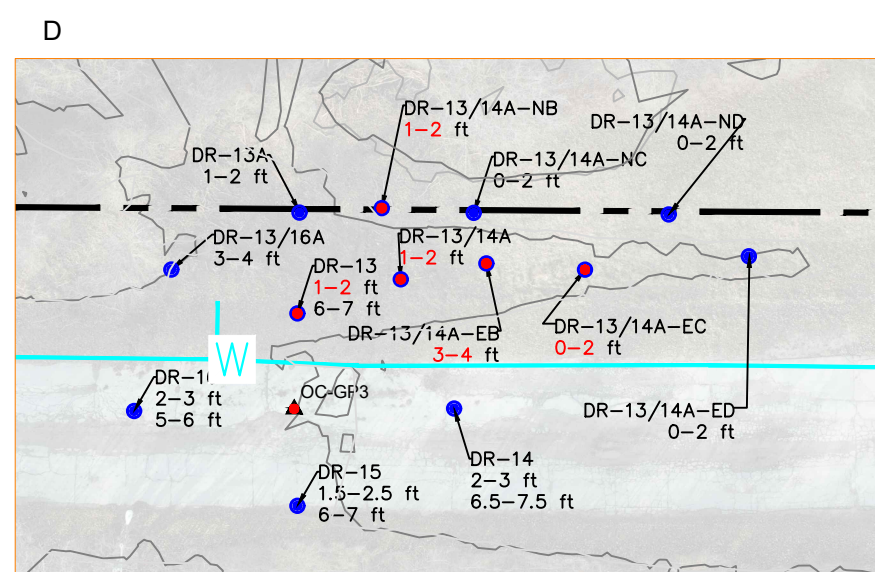 D
DR-13/14A-NB
1-2 ft
DR-13/14A-ND
0-2 ft
DR-13A
1-2 ft
DR-13/14A-NC
0-2 ft
DR-13/16A
3-4 ft
DR-13/14A
1-2 ft
DR-13
1-2 ft
6-7 ft
DR-13/14A-EB
3-4 ft
DR-13/14A-EC
0-2 ft
W
2-3 ft
5-6 ft
OC-GP3
DR-13/14A-ED
0-2 ft
DR-14
2-3 ft
6.5-7.5 ft
DR-15
1.5-2.5 ft
6-7 ft